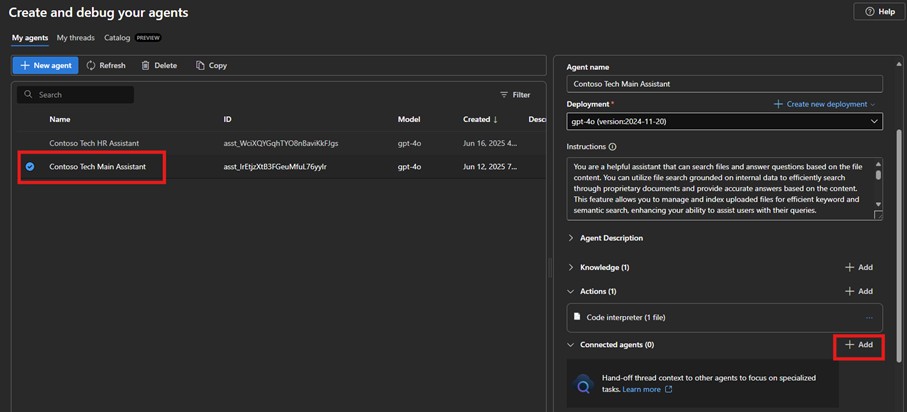 Create and debug your agents
Help
My agents My threads Catalog PREVIEW
+ New agent Refresh Delete Copy
Search
Filter
Name ID Model Created ↓ Descr
Contoso Tech HR Assistant asst_WciXQYGqhTYO8nBaviKkFJgs gpt-4o Jun 16, 2025 4...
Contoso Tech Main Assistant asst_IrEtjzXtB3FGeuMfuL76yyIr gpt-4o Jun 12, 2025 7...
Agent name
Contoso Tech Main Assistant
Deployment * + Create new deployment
gpt-4o (version:2024-11-20)
Instructions
You are a helpful assistant that can search files and answer questions based on the file
content. You can utilize file search grounded on internal data to efficiently search
through proprietary documents and provide accurate answers based on the content.
This feature allows you to manage and index uploaded files for efficient keyword and
semantic search, enhancing your ability to assist users with their queries.
Agent Description
Knowledge (1) + Add
Actions (1) + Add
Code interpreter (1 file) ...
Connected agents (0) + Add
Hand-off thread context to other agents to focus on specialized
tasks. Learn more